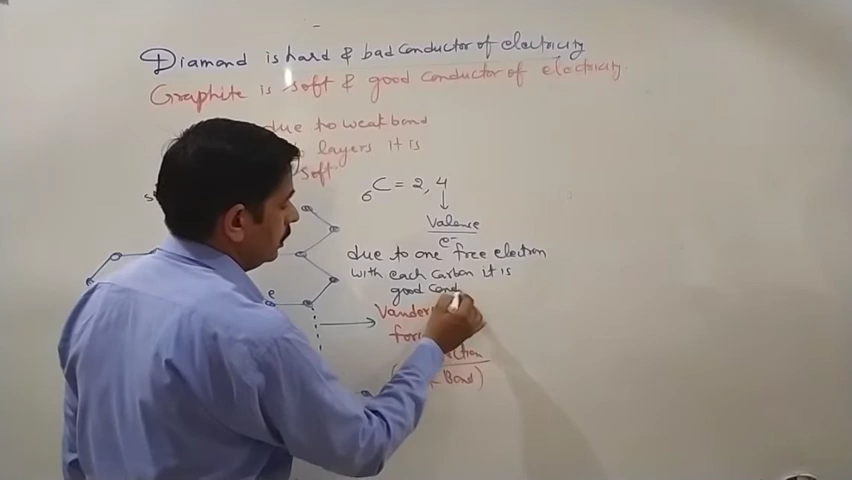 Diamond is hard & bad conductor of electricity
Graphite is soft & good conductor of electricity
due to weak bond
layers it is
soft
6C = 2, 4
Valence
e-
due to one free electron
with each carbon it is
good cond
e
Bond)